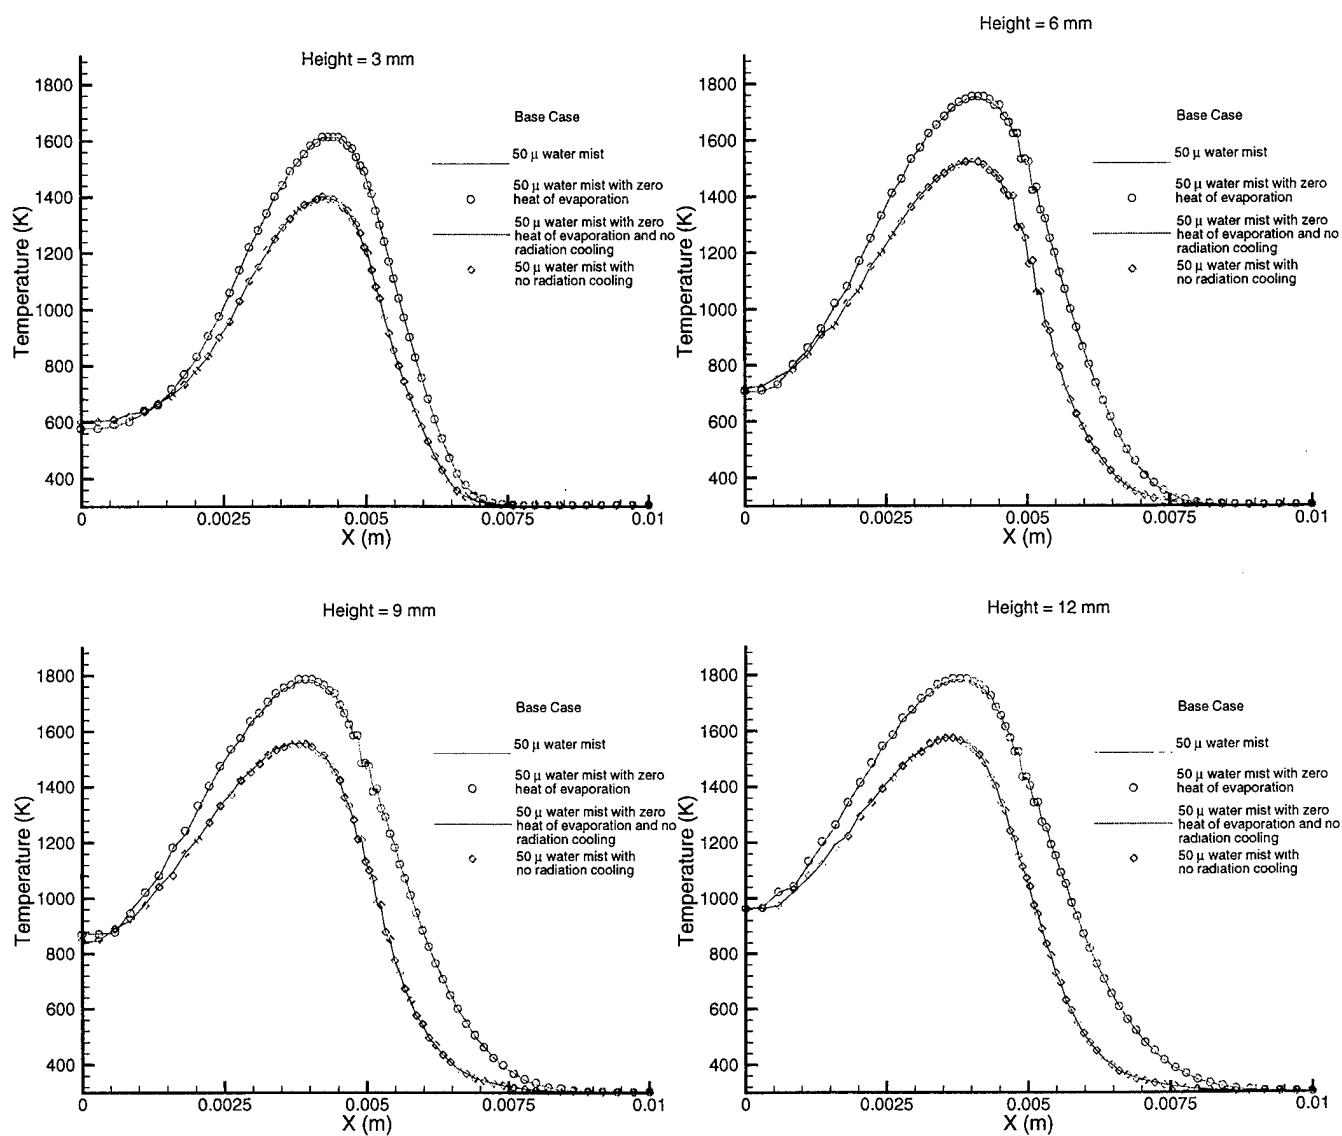 Height = 3 mm
1800
1600
1400
1200
1000
800
600
400
Temperature (K)
0
0.0025
0.005
0.0075
0.01
X (m)
Base Case
50 μ water mist
50 μ water mist with zero
heat of evaporation
50 μ water mist with zero
heat of evaporation and no
radiation cooling
50 μ water mist with
no radiation cooling
Height = 6 mm
1800
1600
1400
1200
1000
800
600
400
Temperature (K)
0
0.0025
0.005
0.0075
0.01
X (m)
Base Case
50 μ water mist
50 μ water mist with zero
heat of evaporation
50 μ water mist with zero
heat of evaporation and no
radiation cooling
50 μ water mist with
no radiation cooling
Height = 9 mm
1800
1600
1400
1200
1000
800
600
400
Temperature (K)
0
0.0025
0.005
0.0075
0.01
X (m)
Base Case
50 μ water mist
50 μ water mist with zero
heat of evaporation
50 μ water mist with zero
heat of evaporation and no
radiation cooling
50 μ water mist with
no radiation cooling
Height = 12 mm
1800
1600
1400
1200
1000
800
600
400
Temperature (K)
0
0.0025
0.005
0.0075
0.01
X (m)
Base Case
50 μ water mist
50 μ water mist with zero
heat of evaporation
50 μ water mist with zero
heat of evaporation and no
radiation cooling
50 μ water mist with
no radiation cooling